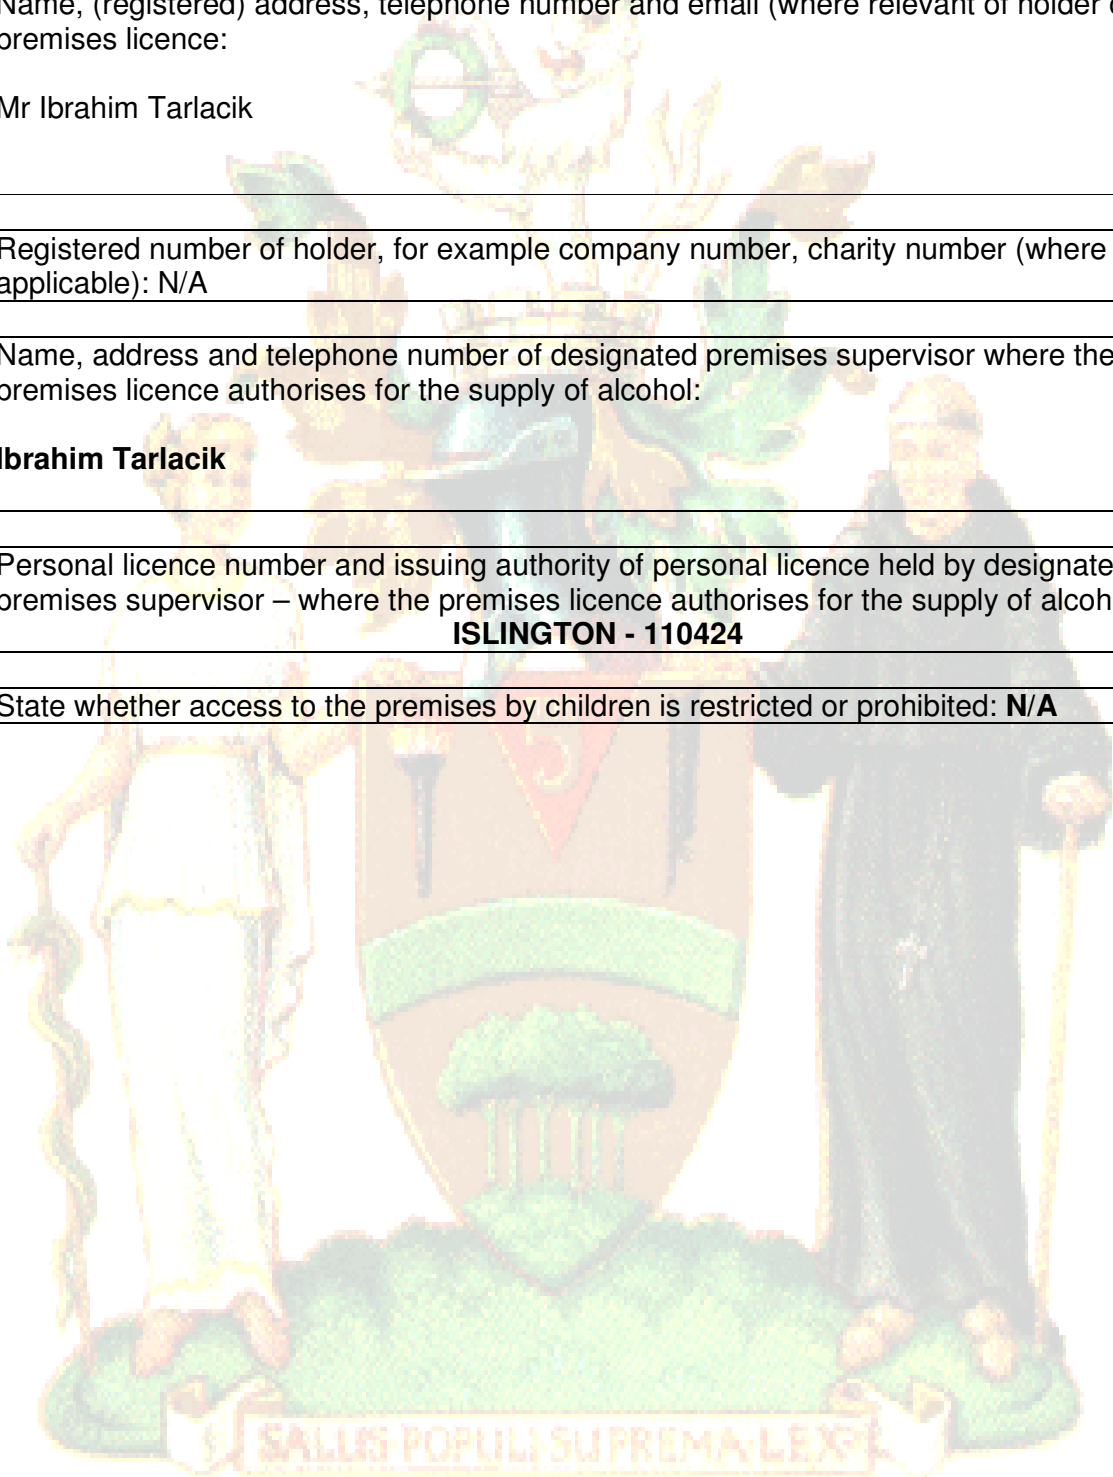 Name, (registered) address, telephone number and email (where relevant of holder
premises licence:
Mr Ibrahim Tarlacik
Registered number of holder, for example company number, charity number (where
applicable): N/A
Name, address and telephone number of designated premises supervisor where the
premises licence authorises for the supply of alcohol:
Ibrahim Tarlacik
Personal licence number and issuing authority of personal licence held by designate
premises supervisor – where the premises licence authorises for the supply of alcoh
ISLINGTON - 110424
State whether access to the premises by children is restricted or prohibited: N/A
SALUS POPULI SUPREMA LEX